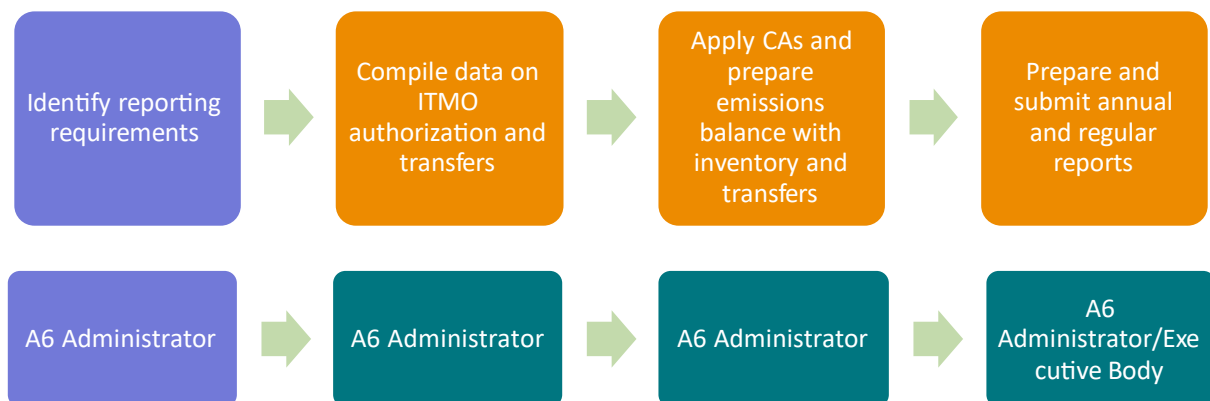 Identify reporting
requirements
Compile data on
ITMO
authorization and
transfers
Apply CAs and
prepare
emissions
balance with
inventory and
transfers
Prepare and
submit annual
and regular
reports
A6 Administrator
A6 Administrator
A6 Administrator
A6
Administrator/Exe
cutive Body